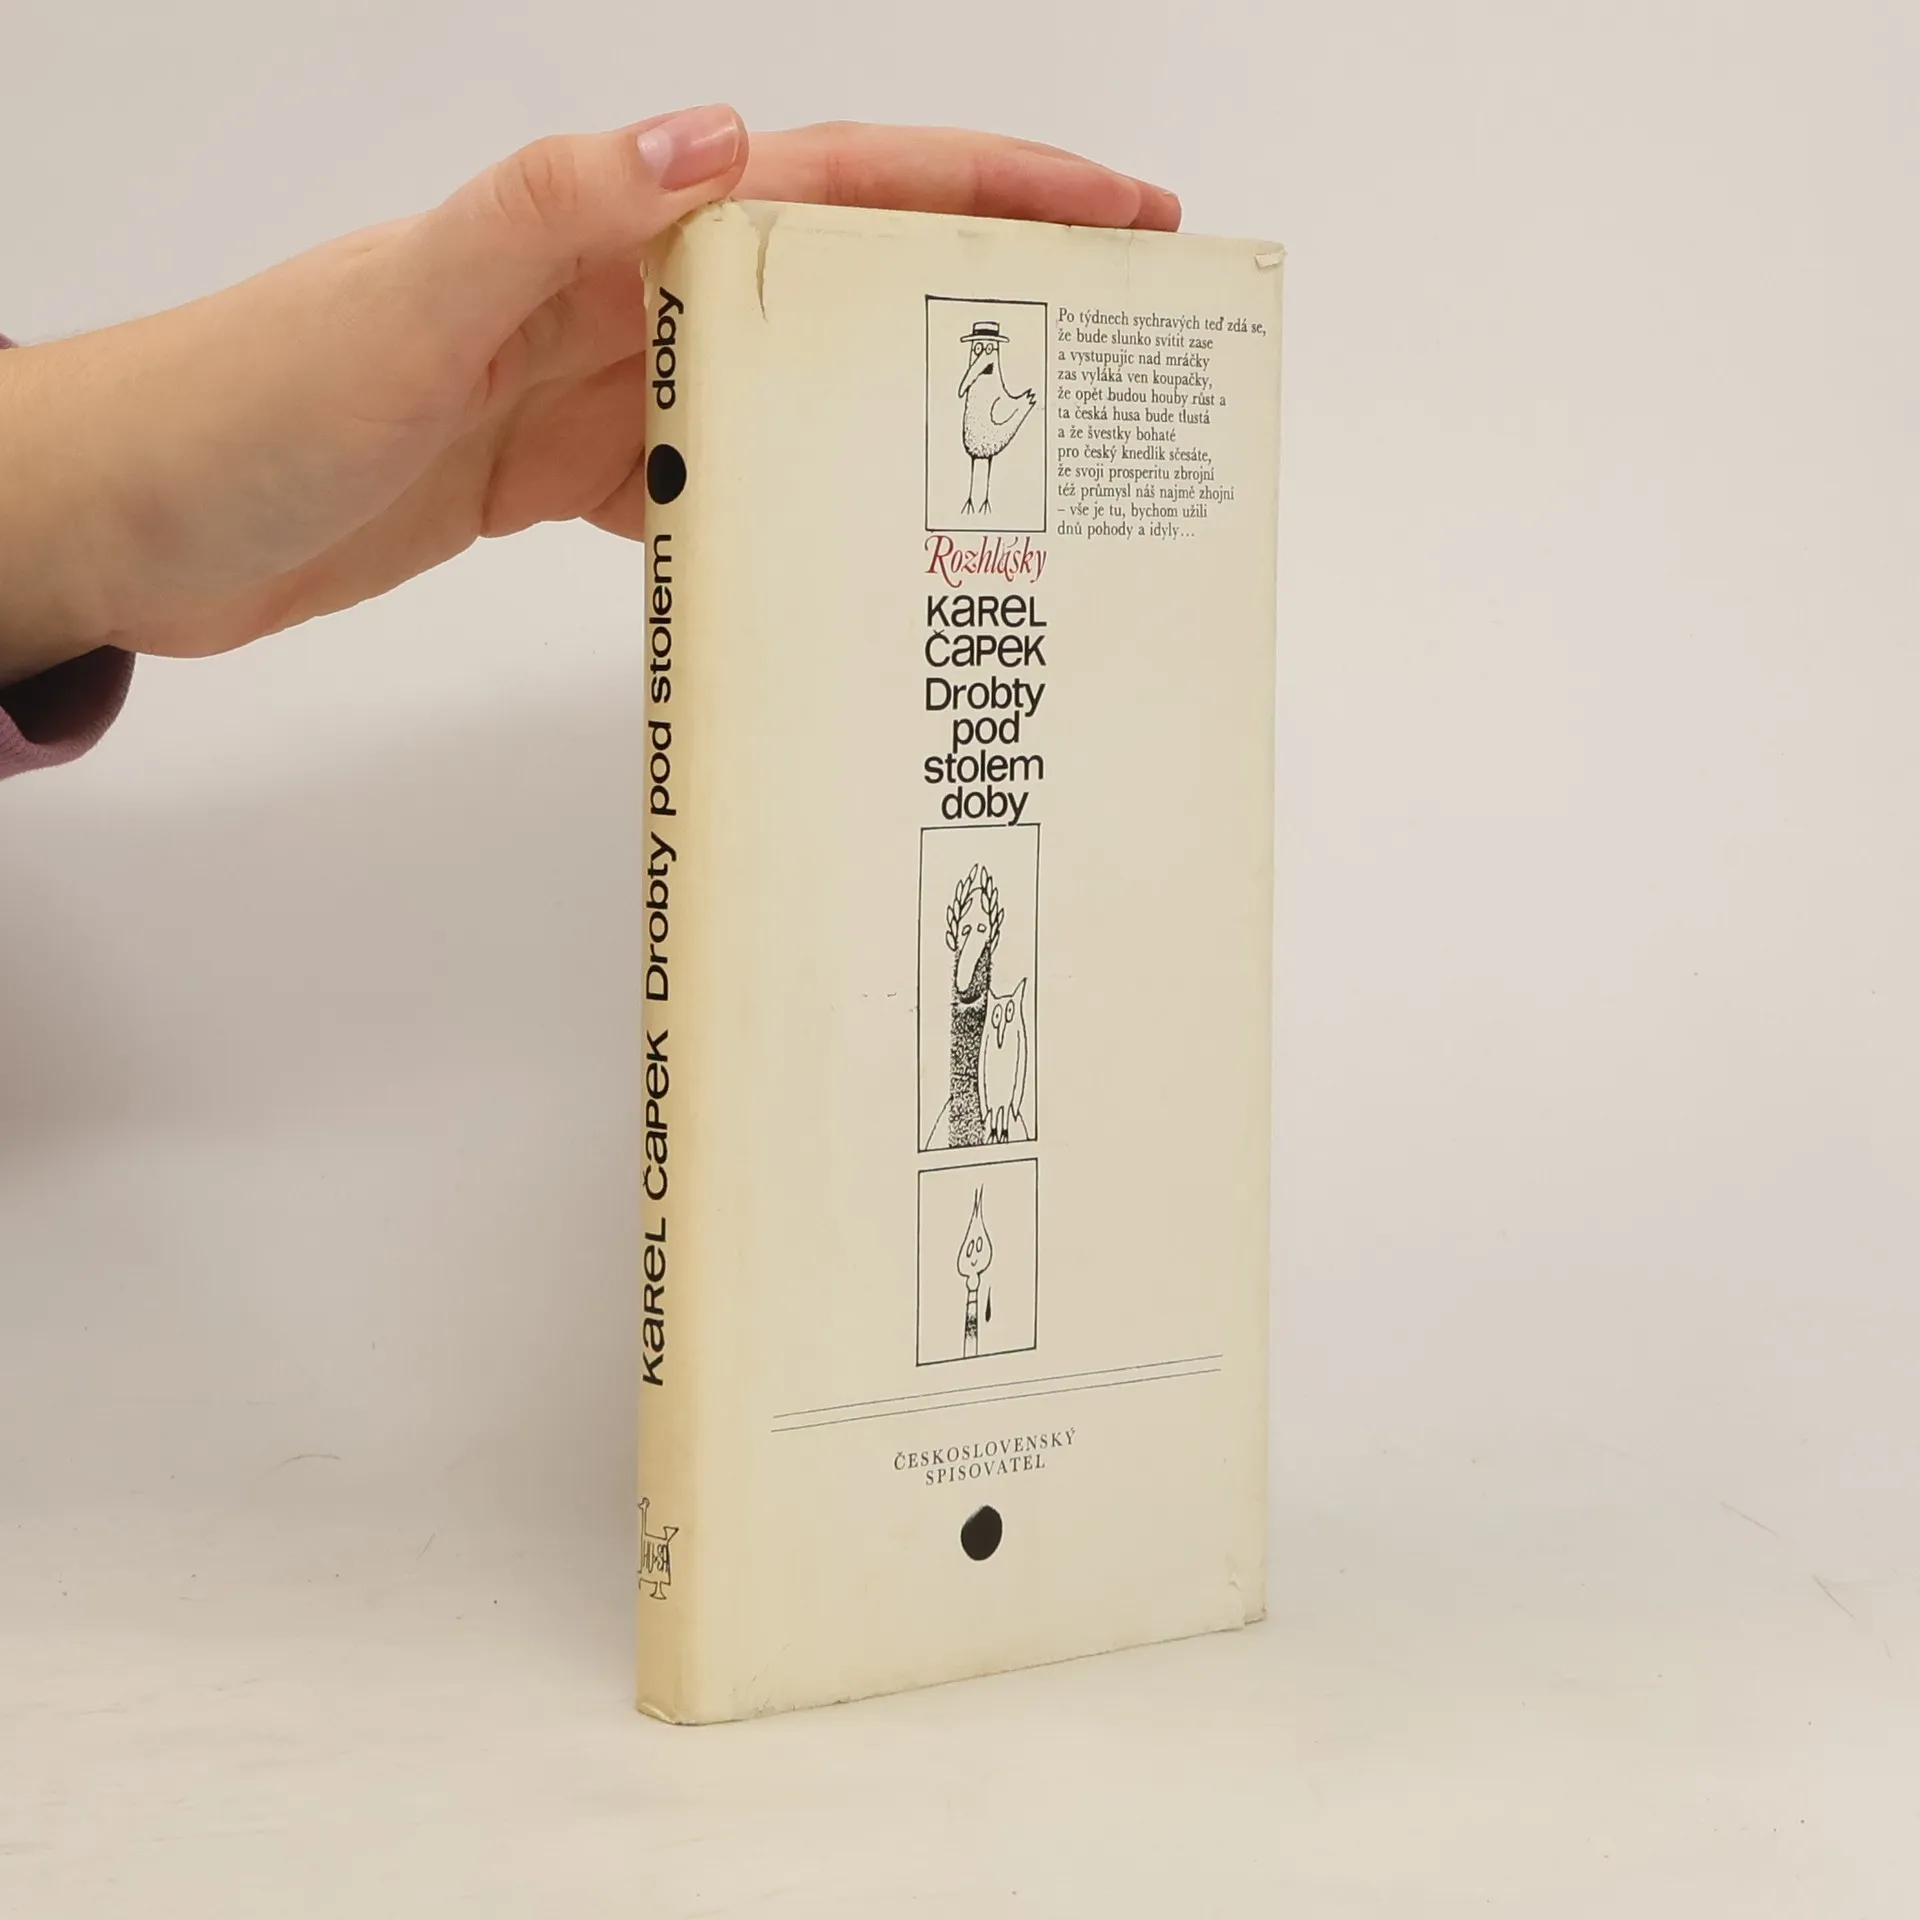 KAREL ČAPEK Drobty pod stolem doby
HUSA
Po týdnech sychravých teď zdá se,
že bude slunko svítit zase
a vystupujíc nad mráčky
zas vyláká ven koupačky,
že opět budou houby růst a
ta česká husa bude tlustá
a že švestky bohaté
pro český knedlík sčesáte,
že svoji prosperitu zbrojní
též průmysl náš najmě zhojní
– vše je tu, bychom užili
dnů pohody a idyly...
Rozhlásky
KAREL
ČAPEK
Drobty
pod
stolem
doby
ČESKOSLOVENSKÝ
SPISOVATEL